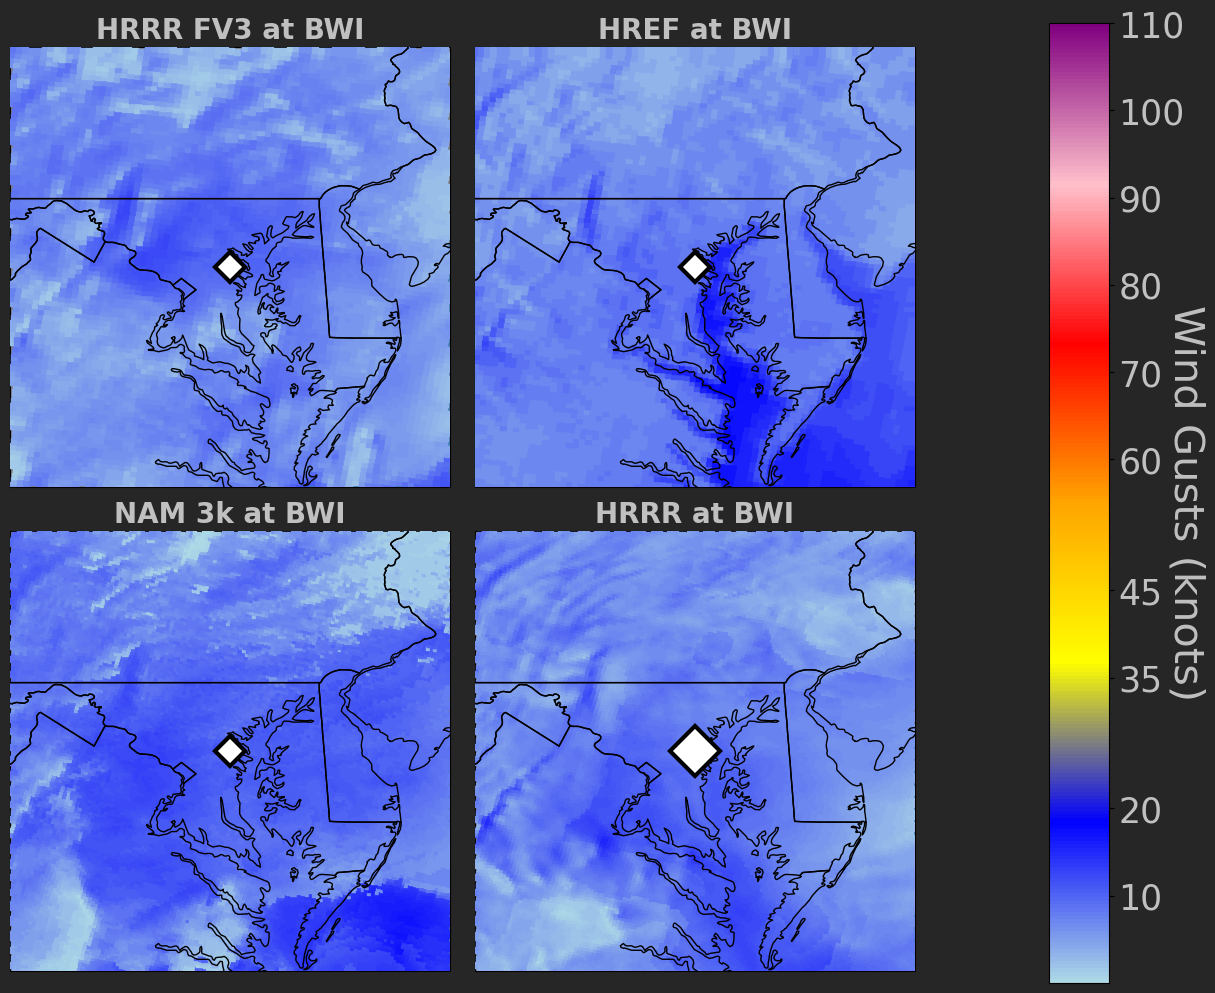 HRRR FV3 at BWI
HREF at BWI
NAM 3k at BWI
HRRR at BWI
110
100
90
80
70
60
45
35
20
10
Wind Gusts (knots)